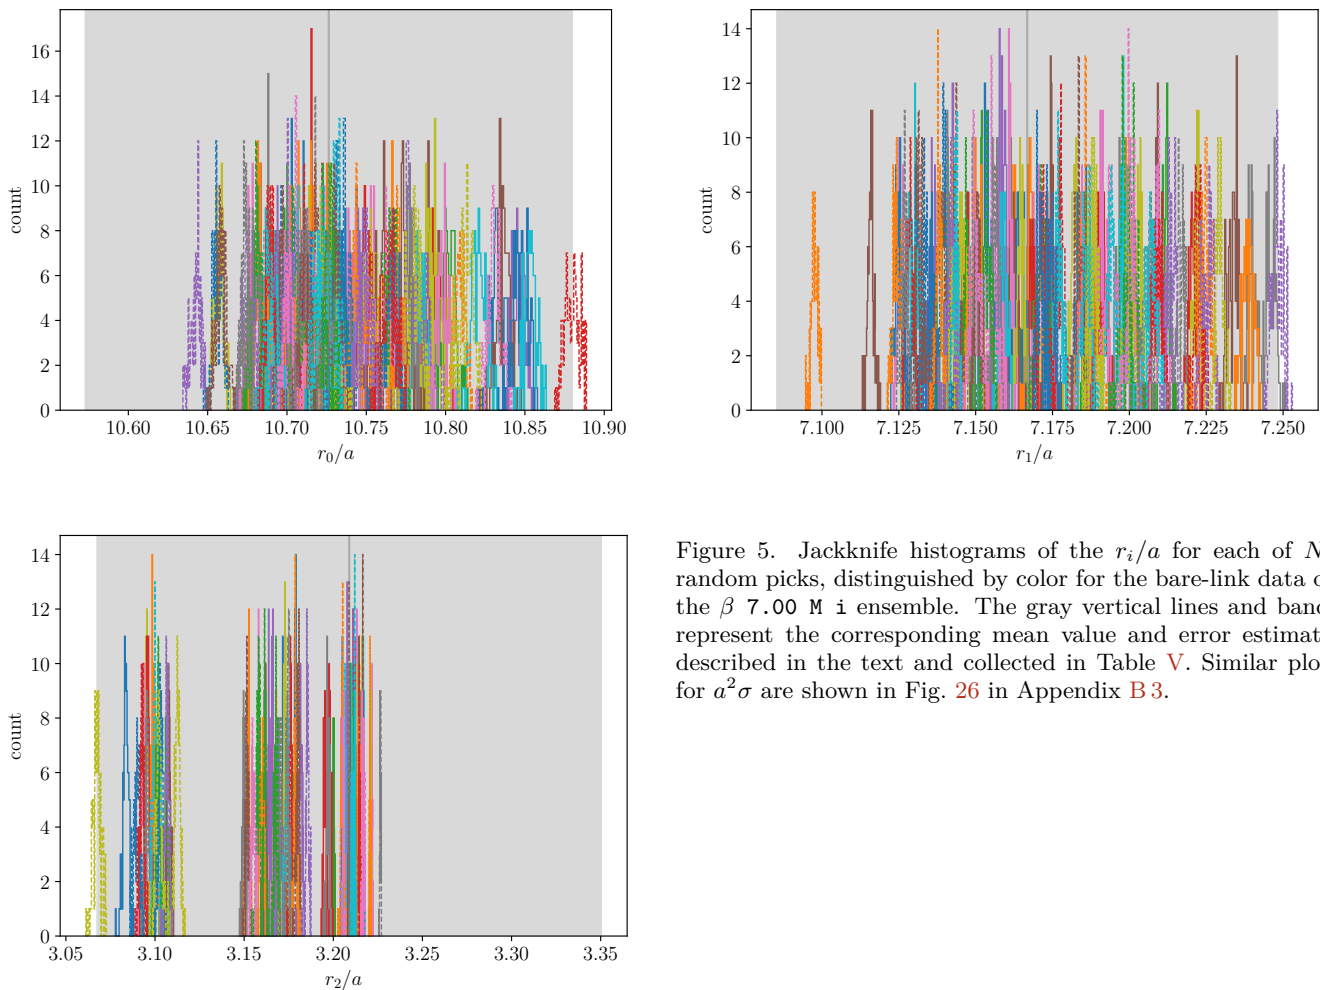 16
14
12
10
8
6
4
2
0
count
10.60 10.65 10.70 10.75 10.80 10.85 10.90
r₀/a
14
12
10
8
6
4
2
0
count
7.100 7.125 7.150 7.175 7.200 7.225 7.250
r₁/a
14
12
10
8
6
4
2
0
count
3.05 3.10 3.15 3.20 3.25 3.30 3.35
r₂/a
Figure 5. Jackknife histograms of the rᵢ/a for each of N
random picks, distinguished by color for the bare-link data
the β 7.00 M i ensemble. The gray vertical lines and
represent the corresponding mean value and error
described in the text and collected in Table V. Similar
for a²σ are shown in Fig. 26 in Appendix B 3.